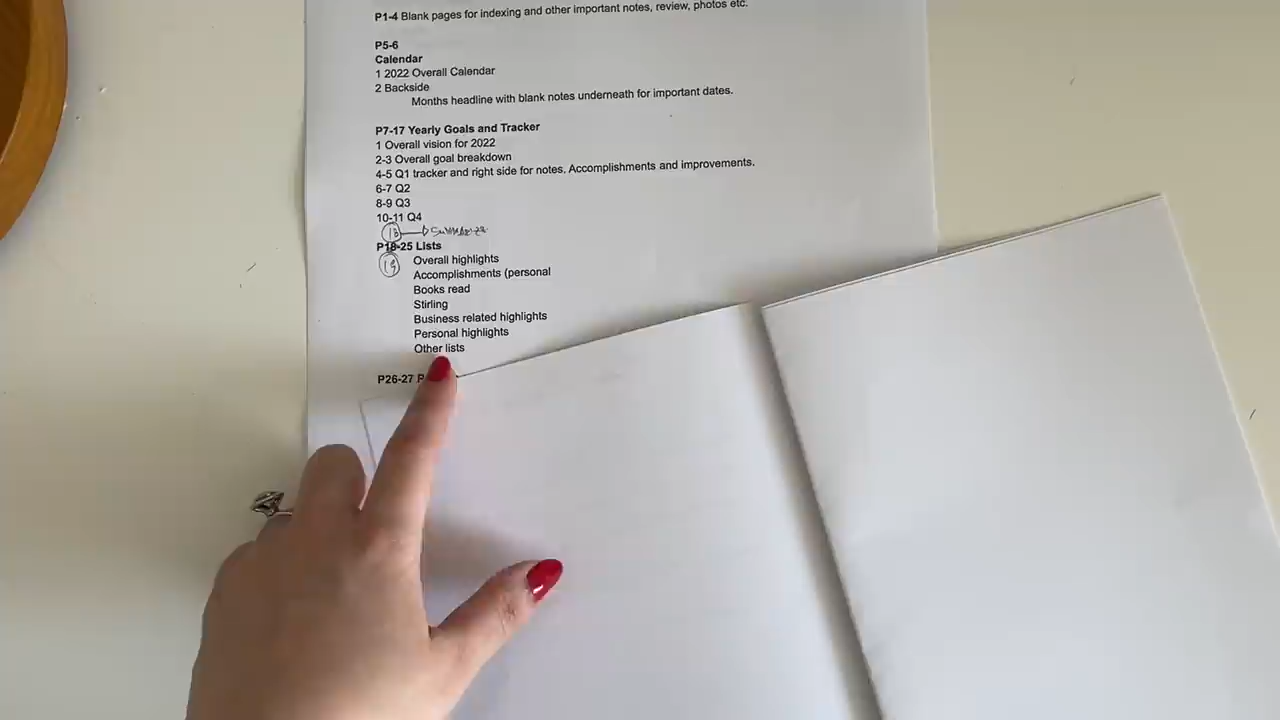 P1-4 Blank pages for indexing and other important notes, review, photos etc.
P5-6
Calendar
1 2022 Overall Calendar
2 Backside
Months headline with blank notes underneath for important dates.
P7-17 Yearly Goals and Tracker
1 Overall vision for 2022
2-3 Overall goal breakdown
4-5 Q1 tracker and right side for notes. Accomplishments and improvements.
6-7 Q2
8-9 Q3
10-11 Q4
18
P18-25 Lists
19
Overall highlights
Accomplishments (personal
Books read
Stirling
Business related highlights
Personal highlights
Other lists
P26-27